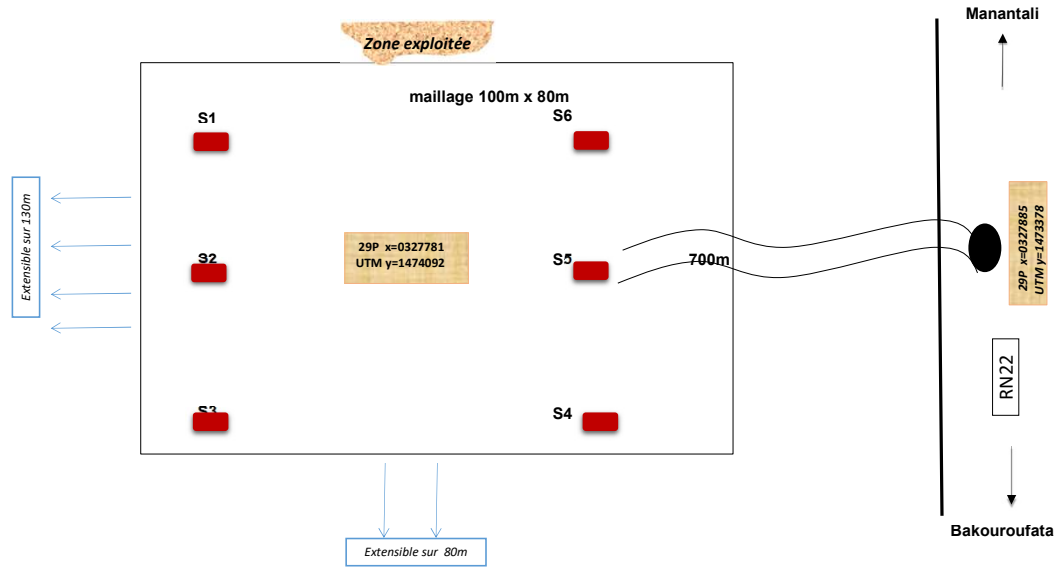 Zone exploitée
Manantali
maillage 100m x 80m
S1
S6
Extensible sur 130m
29P x=0327781
UTM y=1474092
S2
S5
700m
29P x=0327885
UTM y=1473378
RN22
S3
S4
Bakouroufata
Extensible sur 80m